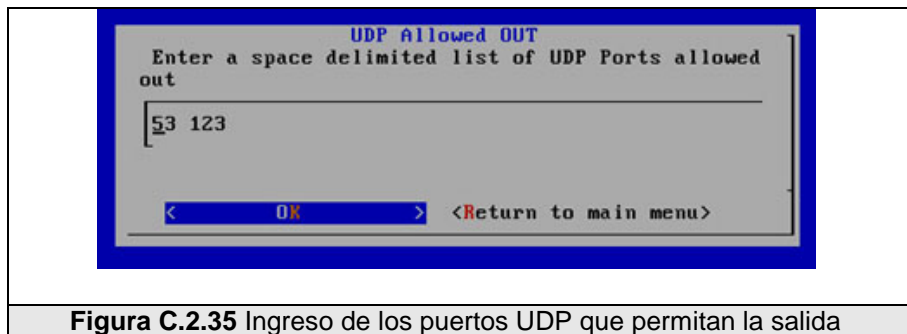 UDP Allowed OUT
Enter a space delimited list of UDP Ports allowed
out
53 123
< OK > <Return to main menu>
Figura C.2.35 Ingreso de los puertos UDP que permitan la salida